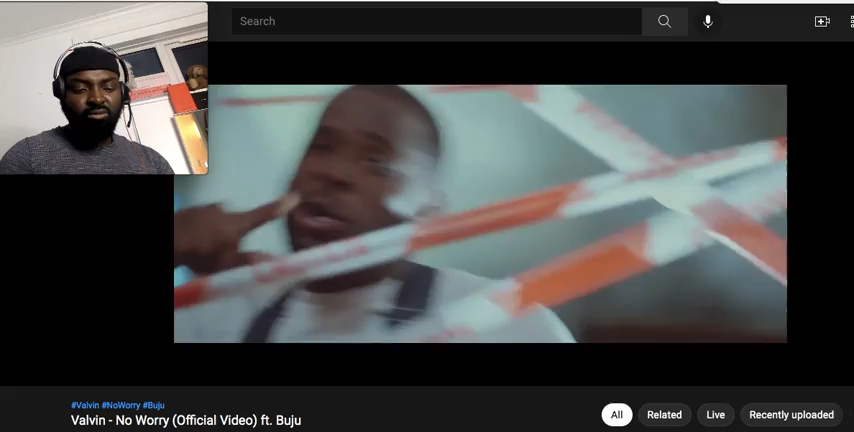 Search
#Valvin #NoWorry #Buju
Valvin - No Worry (Official Video) ft. Buju
All
Related
Live
Recently uploaded